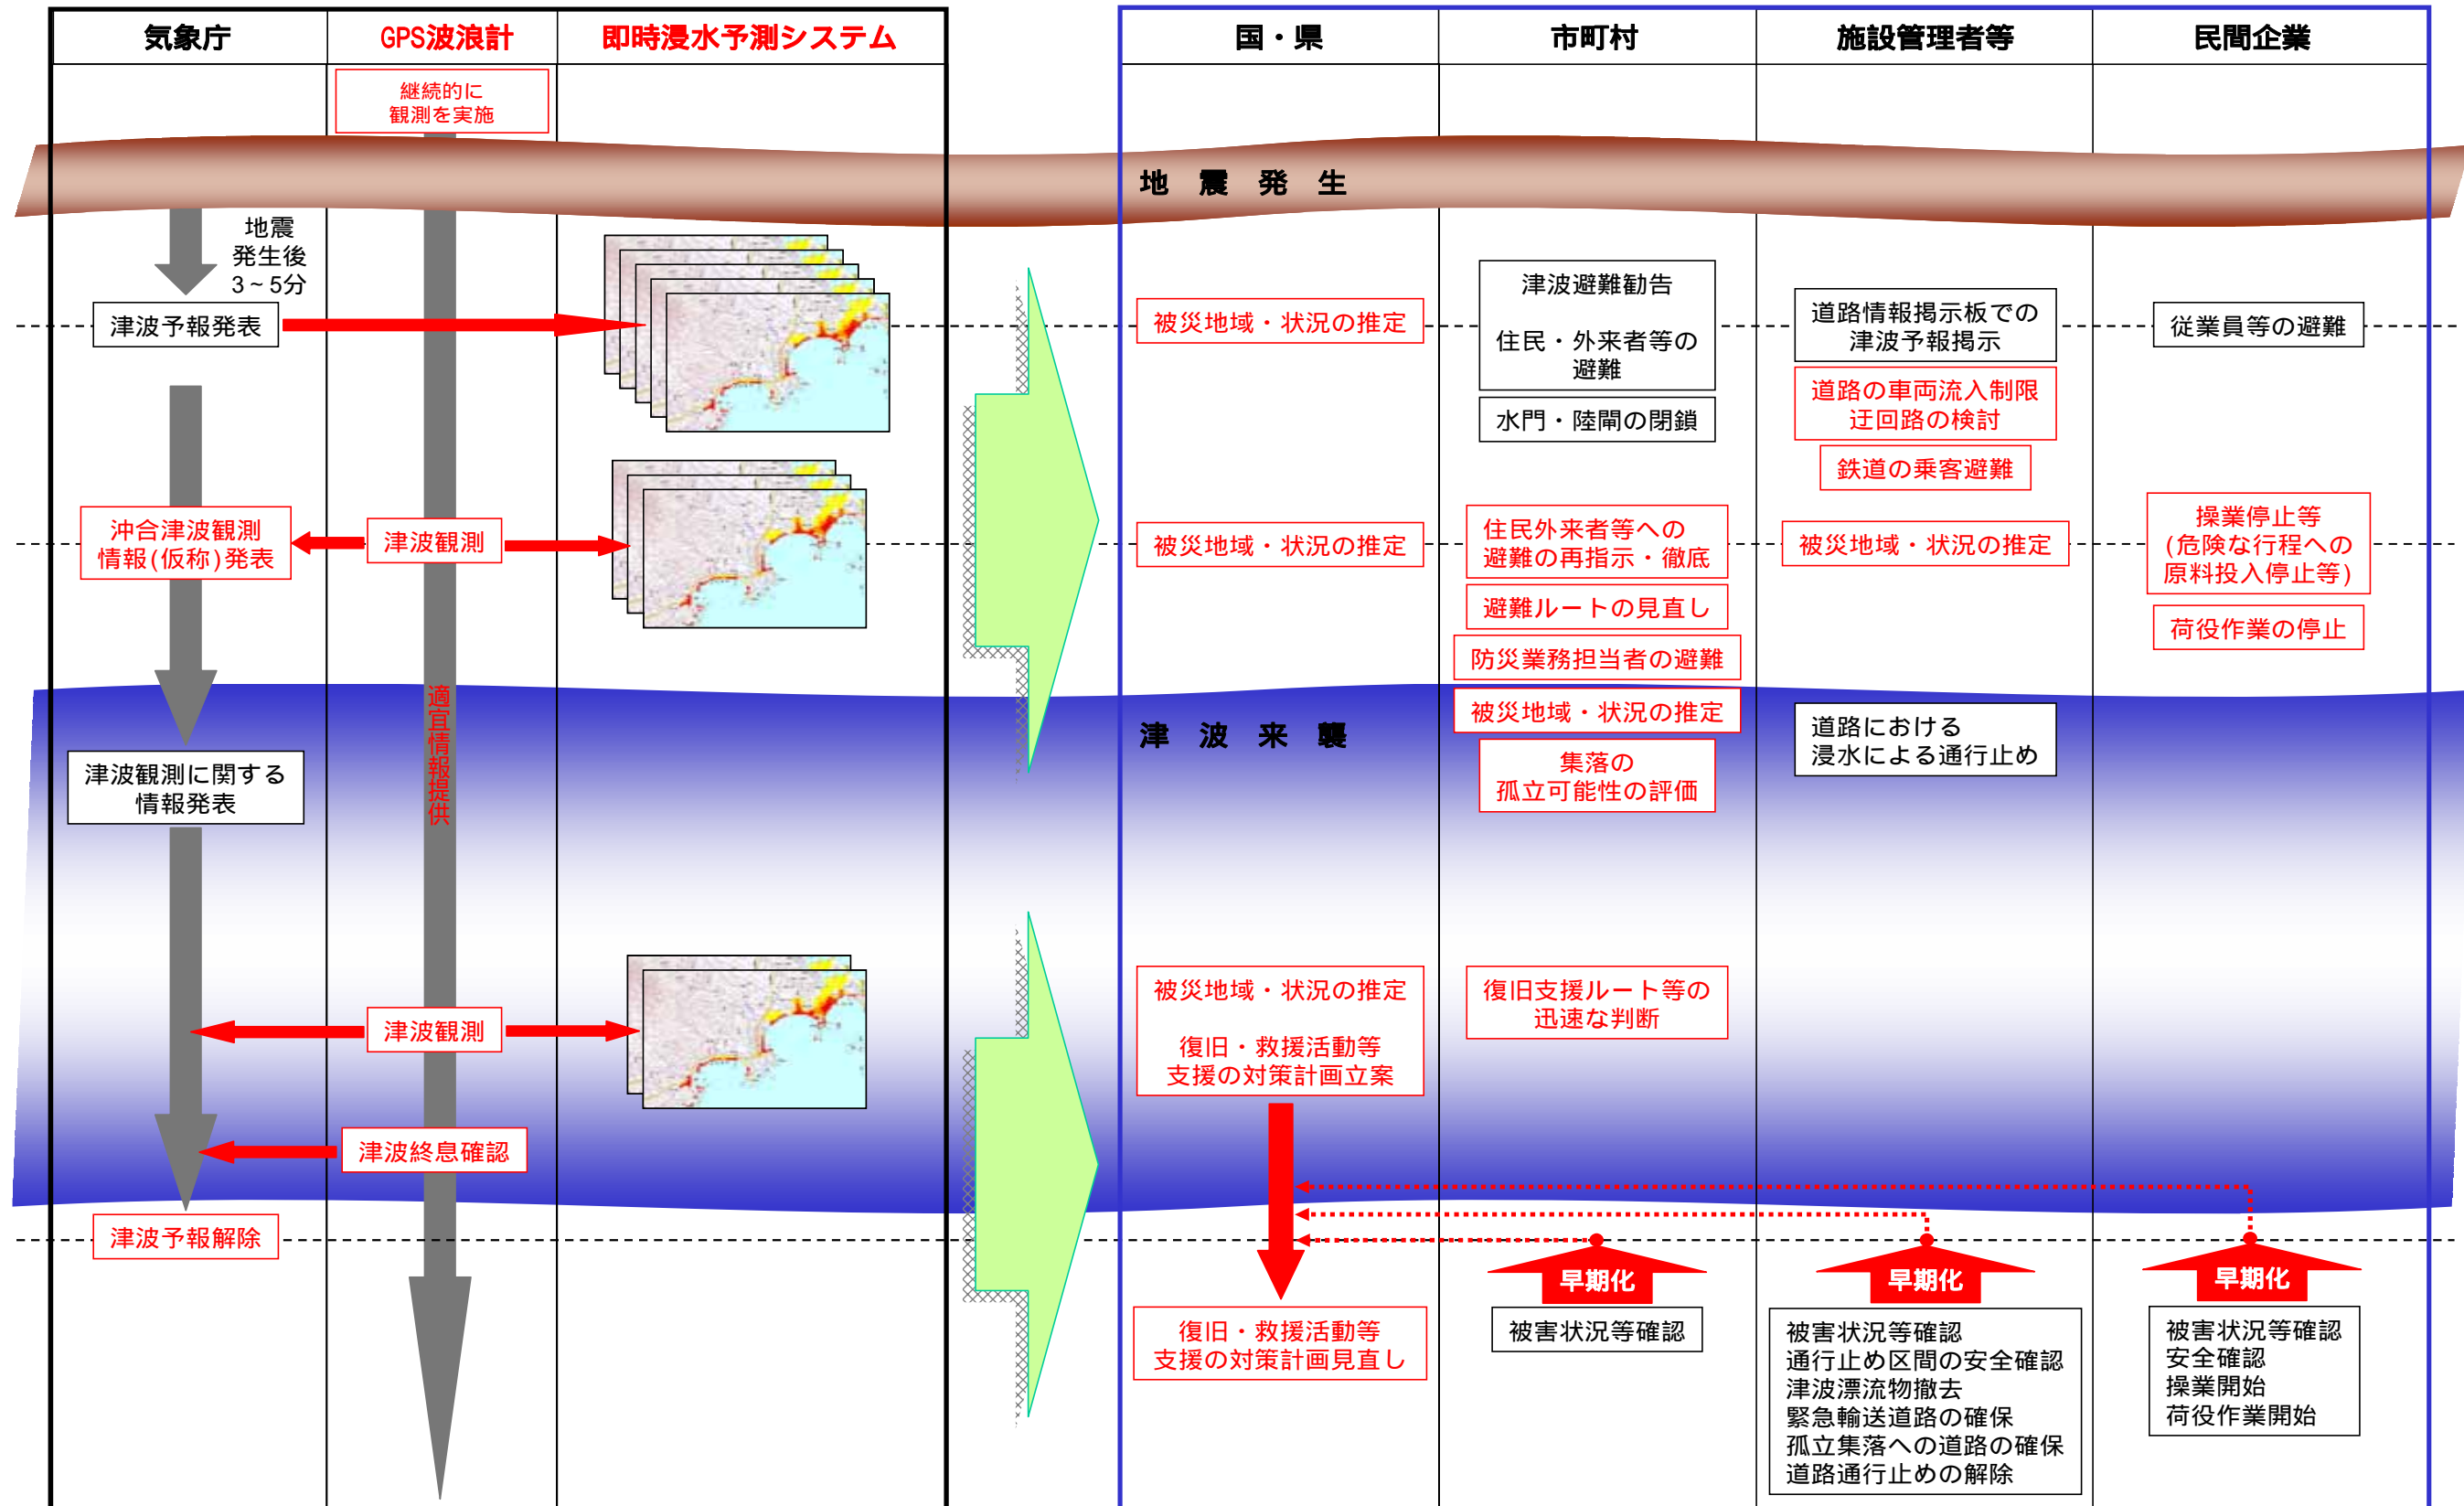 気象庁
GPS波浪計
即時浸水予測システム
国・県
市町村
施設管理者等
民間企業
継続的に
観測を実施
地 震 発 生
地震
発生後
3～5分
津波予報発表
被災地域・状況の推定
津波避難勧告
住民・外来者等の
避難
水門・陸閘の閉鎖
道路情報掲示板での
津波予報掲示
道路の車両流入制限
迂回路の検討
鉄道の乗客避難
従業員等の避難
沖合津波観測
情報(仮称)発表
津波観測
被災地域・状況の推定
住民外来者等への
避難の再指示・徹底
避難ルートの見直し
防災業務担当者の避難
被災地域・状況の推定
集落の
孤立可能性の評価
被災地域・状況の推定
操業停止等
(危険な行程への
原料投入停止等)
荷役作業の停止
適宜情報提供
津 波 来 襲
津波観測に関する
情報発表
道路における
浸水による通行止め
津波観測
被災地域・状況の推定
復旧・救援活動等
支援の対策計画立案
復旧支援ルート等の
迅速な判断
津波終息確認
津波予報解除
早期化
早期化
早期化
復旧・救援活動等
支援の対策計画見直し
被害状況等確認
被害状況等確認
通行止め区間の安全確認
津波漂流物撤去
緊急輸送道路の確保
孤立集落への道路の確保
道路通行止めの解除
被害状況等確認
安全確認
操業開始
荷役作業開始